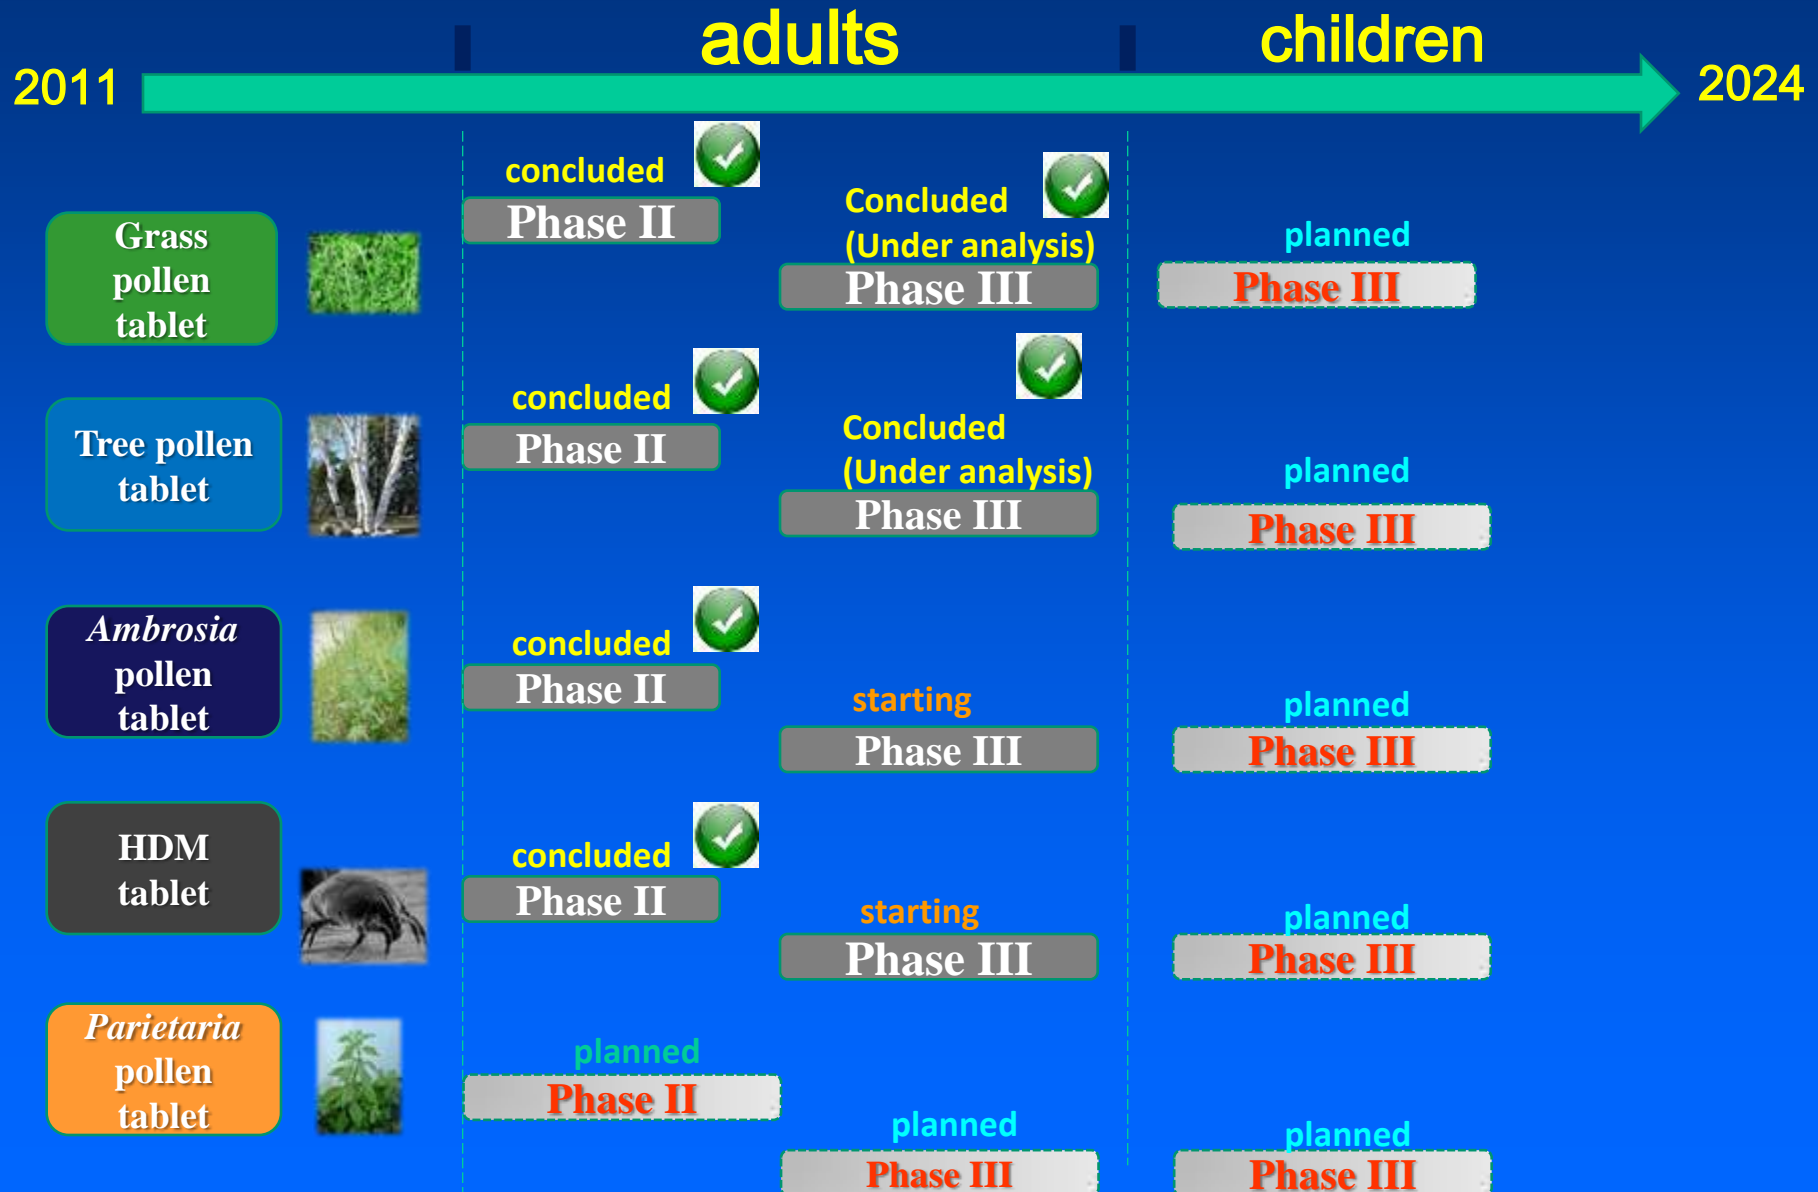 adults
children
2011
2024
concluded
Phase II
Concluded
(Under analysis)
Phase III
planned
Phase III
Grass
pollen
tablet
concluded
Phase II
Concluded
(Under analysis)
Phase III
planned
Phase III
Tree pollen
tablet
concluded
Phase II
starting
Phase III
planned
Phase III
Ambrosia
pollen
tablet
concluded
Phase II
starting
Phase III
planned
Phase III
HDM
tablet
Parietaria
pollen
tablet
planned
Phase II
planned
Phase III
planned
Phase III